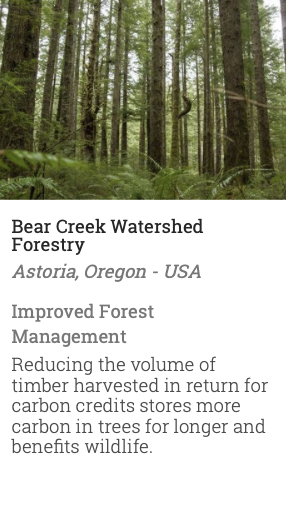 Bear Creek Watershed
Forestry
Astoria, Oregon - USA
Improved Forest
Management
Reducing the volume of
timber harvested in return for
carbon credits stores more
carbon in trees for longer and
benefits wildlife.